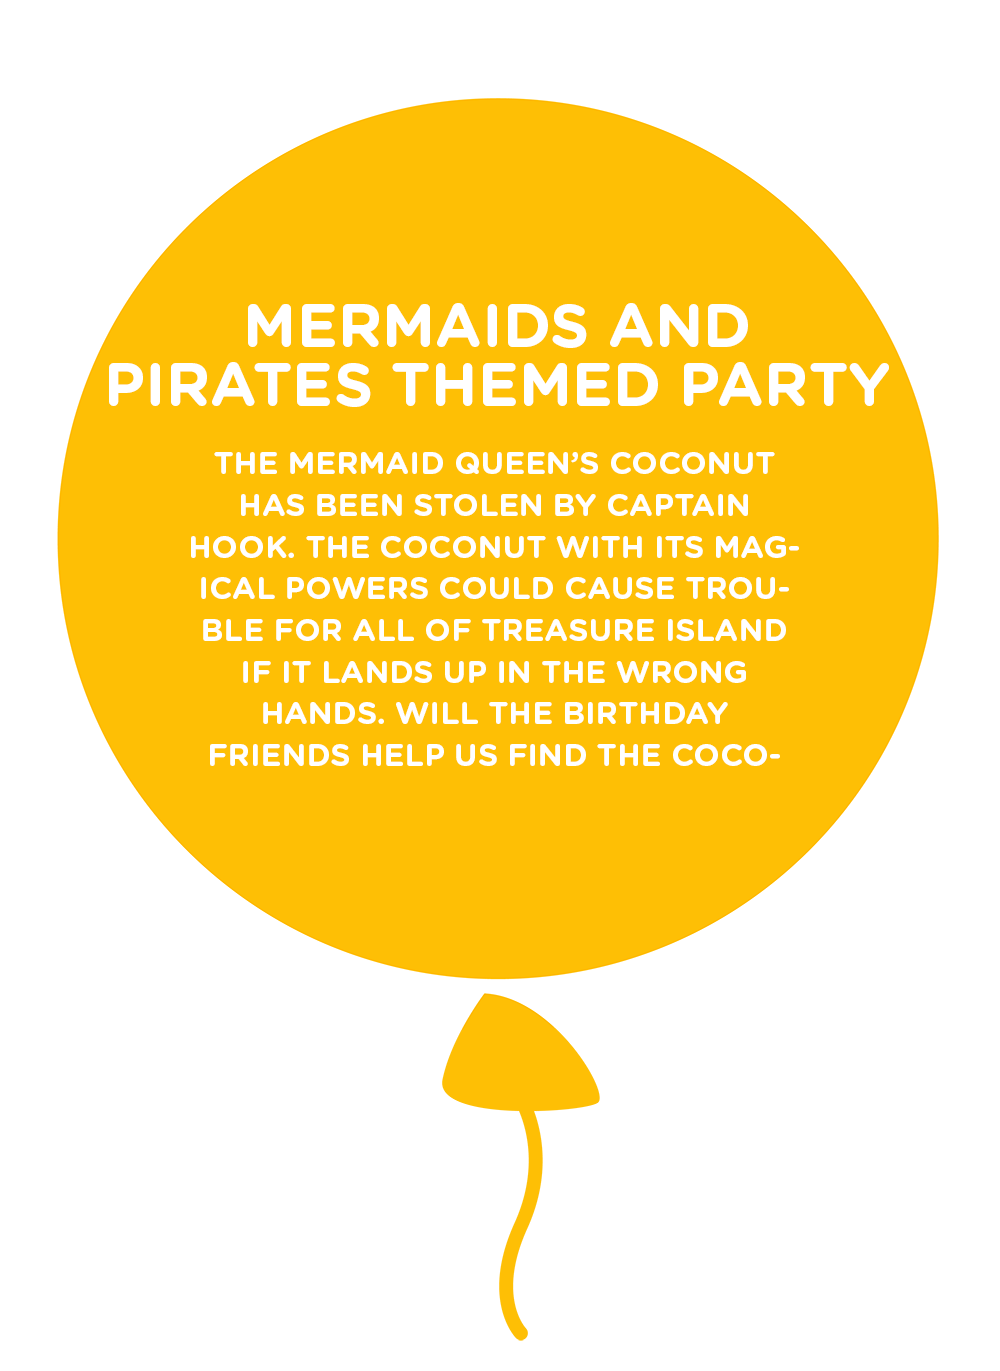 MERMAIDS AND
PIRATES THEMED PARTY
THE MERMAID QUEEN’S COCONUT
HAS BEEN STOLEN BY CAPTAIN
HOOK. THE COCONUT WITH ITS MAG-
ICAL POWERS COULD CAUSE TROU-
BLE FOR ALL OF TREASURE ISLAND
IF IT LANDS UP IN THE WRONG
HANDS. WILL THE BIRTHDAY
FRIENDS HELP US FIND THE COCO-